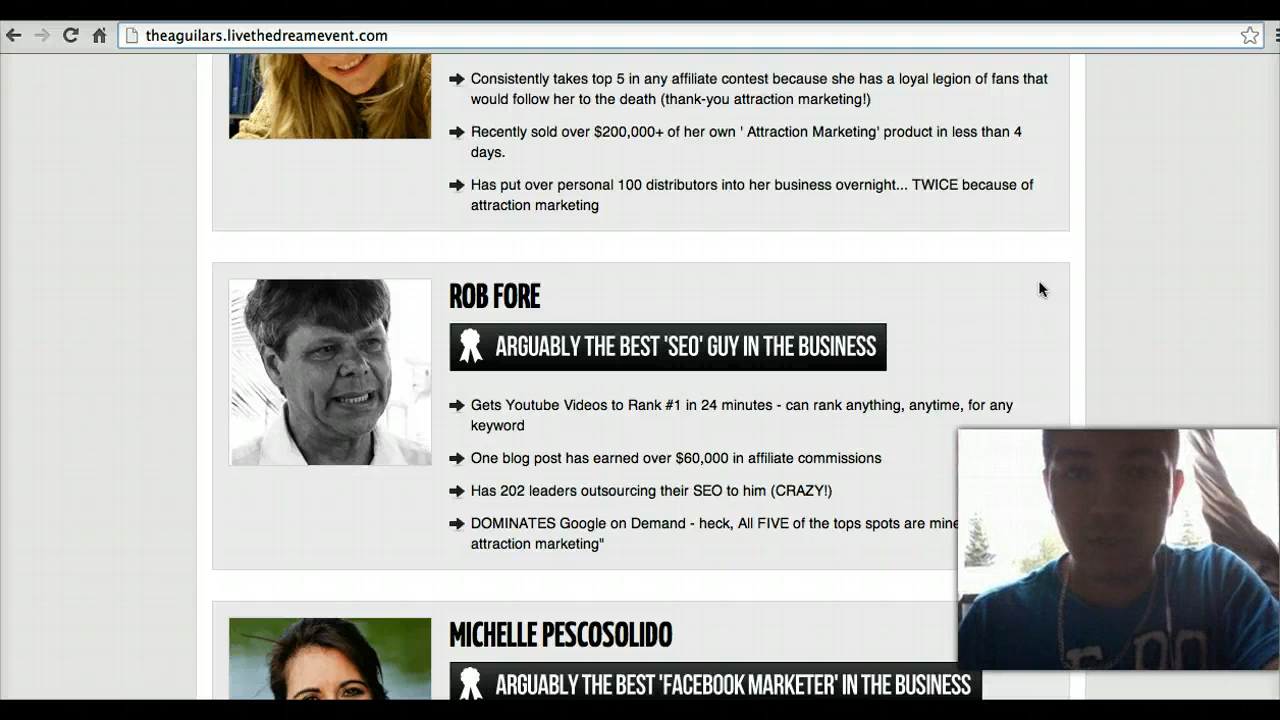 theaguilars.livethedreamevent.com
Consistently takes top 5 in any affiliate contest because she has a loyal legion of fans that
would follow her to the death (thank-you attraction marketing!)
Recently sold over $200,000+ of her own ' Attraction Marketing' product in less than 4
days.
Has put over personal 100 distributors into her business overnight... TWICE because of
attraction marketing
ROB FORE
ARGUABLY THE BEST 'SEO' GUY IN THE BUSINESS
Gets Youtube Videos to Rank #1 in 24 minutes - can rank anything, anytime, for any
keyword
One blog post has earned over $60,000 in affiliate commissions
Has 202 leaders outsourcing their SEO to him (CRAZY!)
DOMINATES Google on Demand - heck, All FIVE of the tops spots are mine
attraction marketing"
MICHELLE PESCOSOLIDO
ARGUABLY THE BEST 'FACEBOOK MARKETER' IN THE BUSINESS